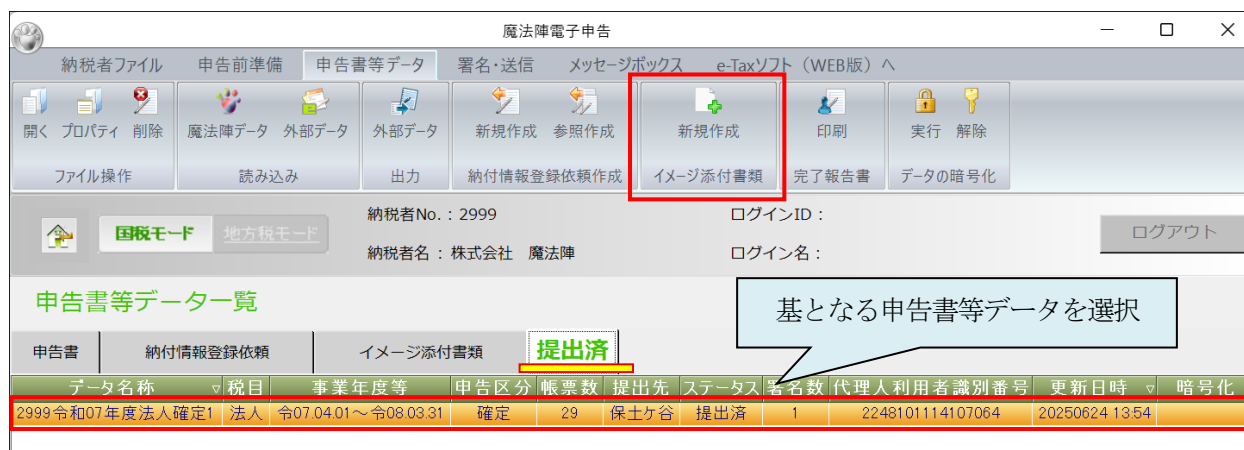 魔法陣電子申告
納税者ファイル 申告前準備 申告書等データ 署名・送信 メッセージボックス e-Taxソフト（WEB版）へ
開く プロパティ 削除 魔法陣データ 外部データ 外部データ 新規作成 参照作成 新規作成 印刷 実行 解除
ファイル操作 読み込み 出力 納付情報登録依頼作成 イメージ添付書類 完了報告書 データの暗号化
国税モード 地方税モード
納税者No.：2999 ログインID：
納税者名：株式会社 魔法陣 ログイン名：
ログアウト
申告書等データ一覧
基となる申告書等データを選択
申告書 納付情報登録依頼 イメージ添付書類 提出済
データ名称 ▽ 税目 事業年度等 申告区分 帳票数 提出先 ステータス 署名数 代理人利用者識別番号 更新日時 ▽ 暗号化
2999令和07年度法人確定1 法人 令07.04.01～令08.03.31 確定 29 保土ケ谷 提出済 1 2248101114107064 20250624 13:54